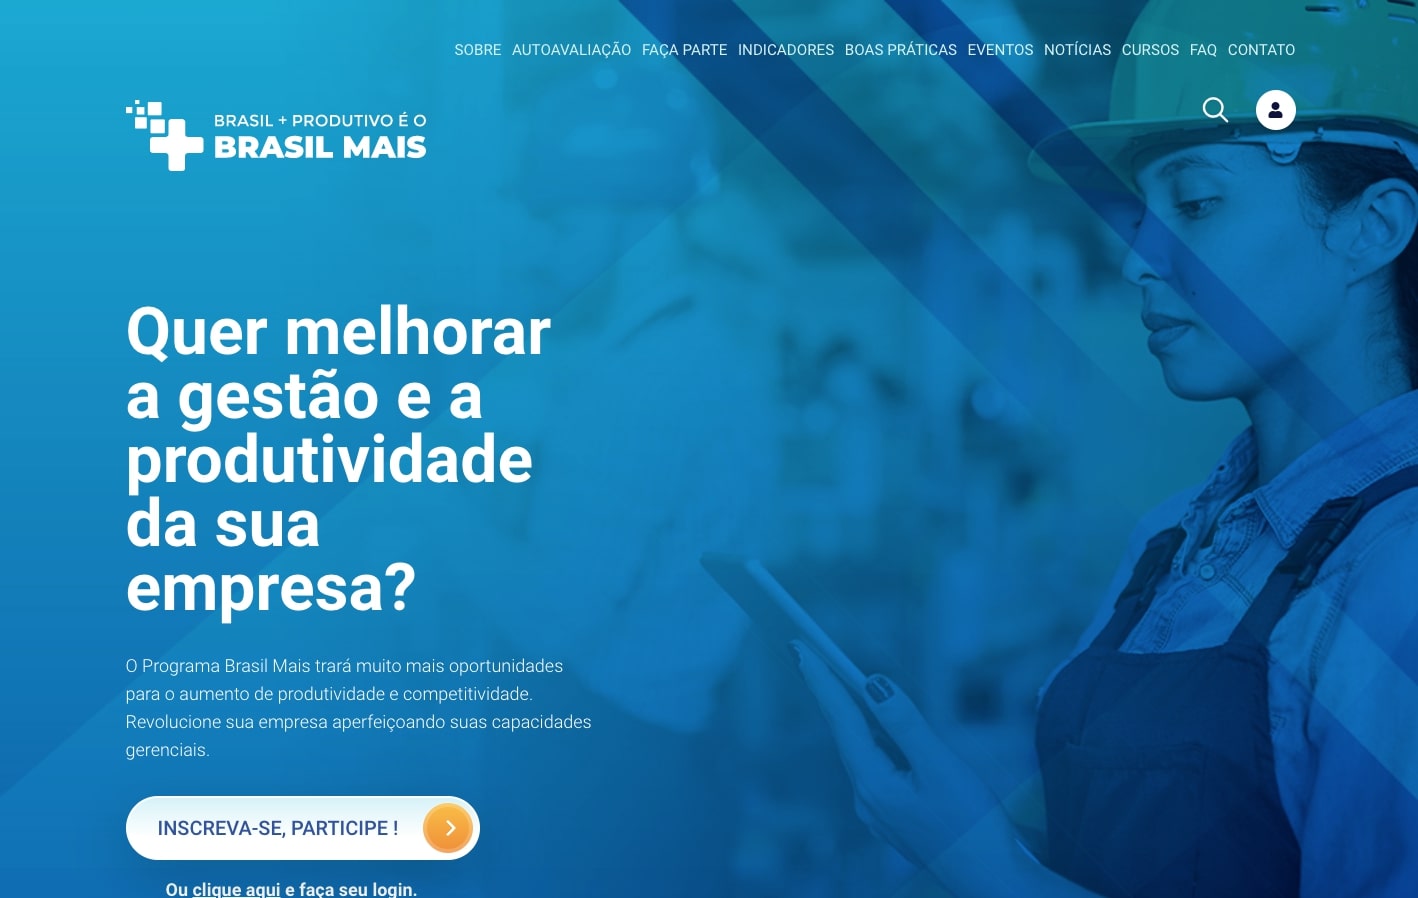 SOBRE AUTOAVALIAÇÃO FAÇA PARTE INDICADORES BOAS PRÁTICAS EVENTOS NOTÍCIAS CURSOS FAQ CONTATO
BRASIL + PRODUTIVO É O
BRASIL MAIS
Quer melhorar
a gestão e a
produtividade
da sua
empresa?
O Programa Brasil Mais trará muito mais oportunidades
para o aumento de produtividade e competitividade.
Revolucione sua empresa aperfeiçoando suas capacidades
gerenciais.
INSCREVA-SE, PARTICIPE !
Ou clique aqui e faça seu login.